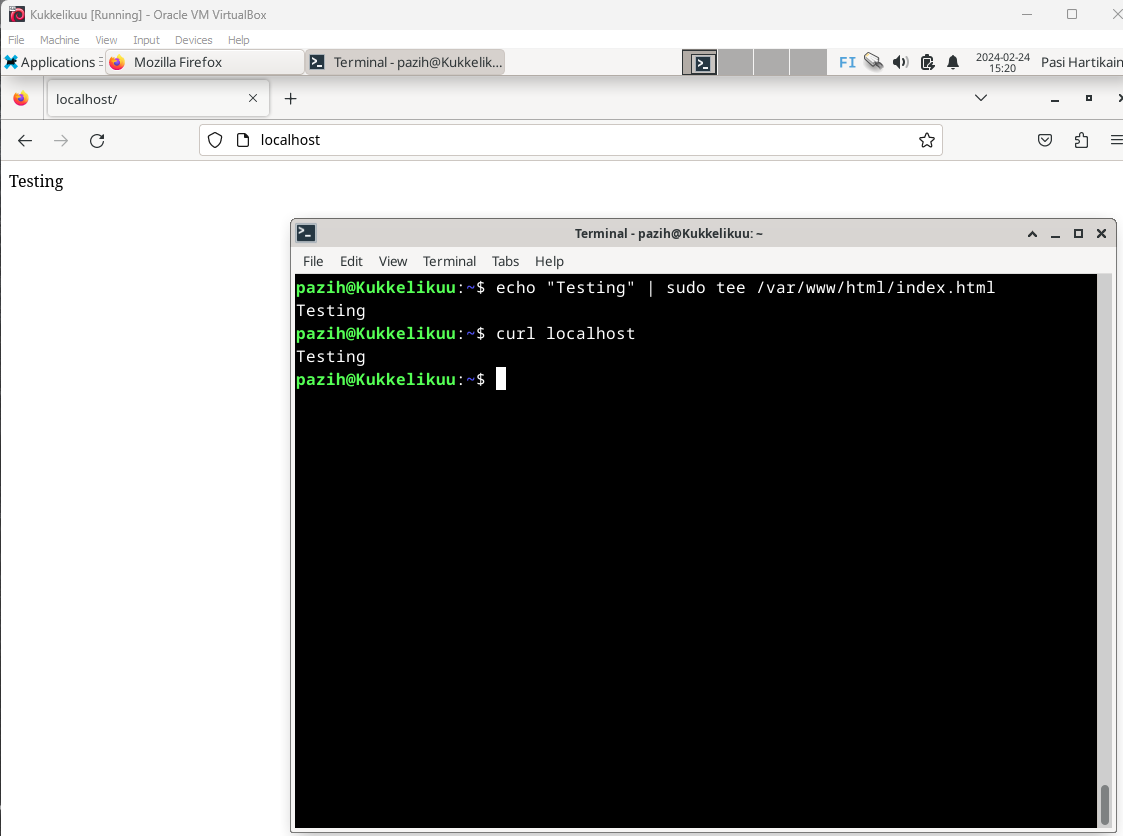 Kukkelikuu [Running] - Oracle VM VirtualBox
File Machine View Input Devices Help
Applications Mozilla Firefox Terminal - pazih@Kukkelik... FI 2024-02-24 15:20 Pasi Hartikain
localhost/
localhost
Testing
Terminal - pazih@Kukkelikuu: ~
File Edit View Terminal Tabs Help
pazih@Kukkelikuu:~$ echo "Testing" | sudo tee /var/www/html/index.html
Testing
pazih@Kukkelikuu:~$ curl localhost
Testing
pazih@Kukkelikuu:~$